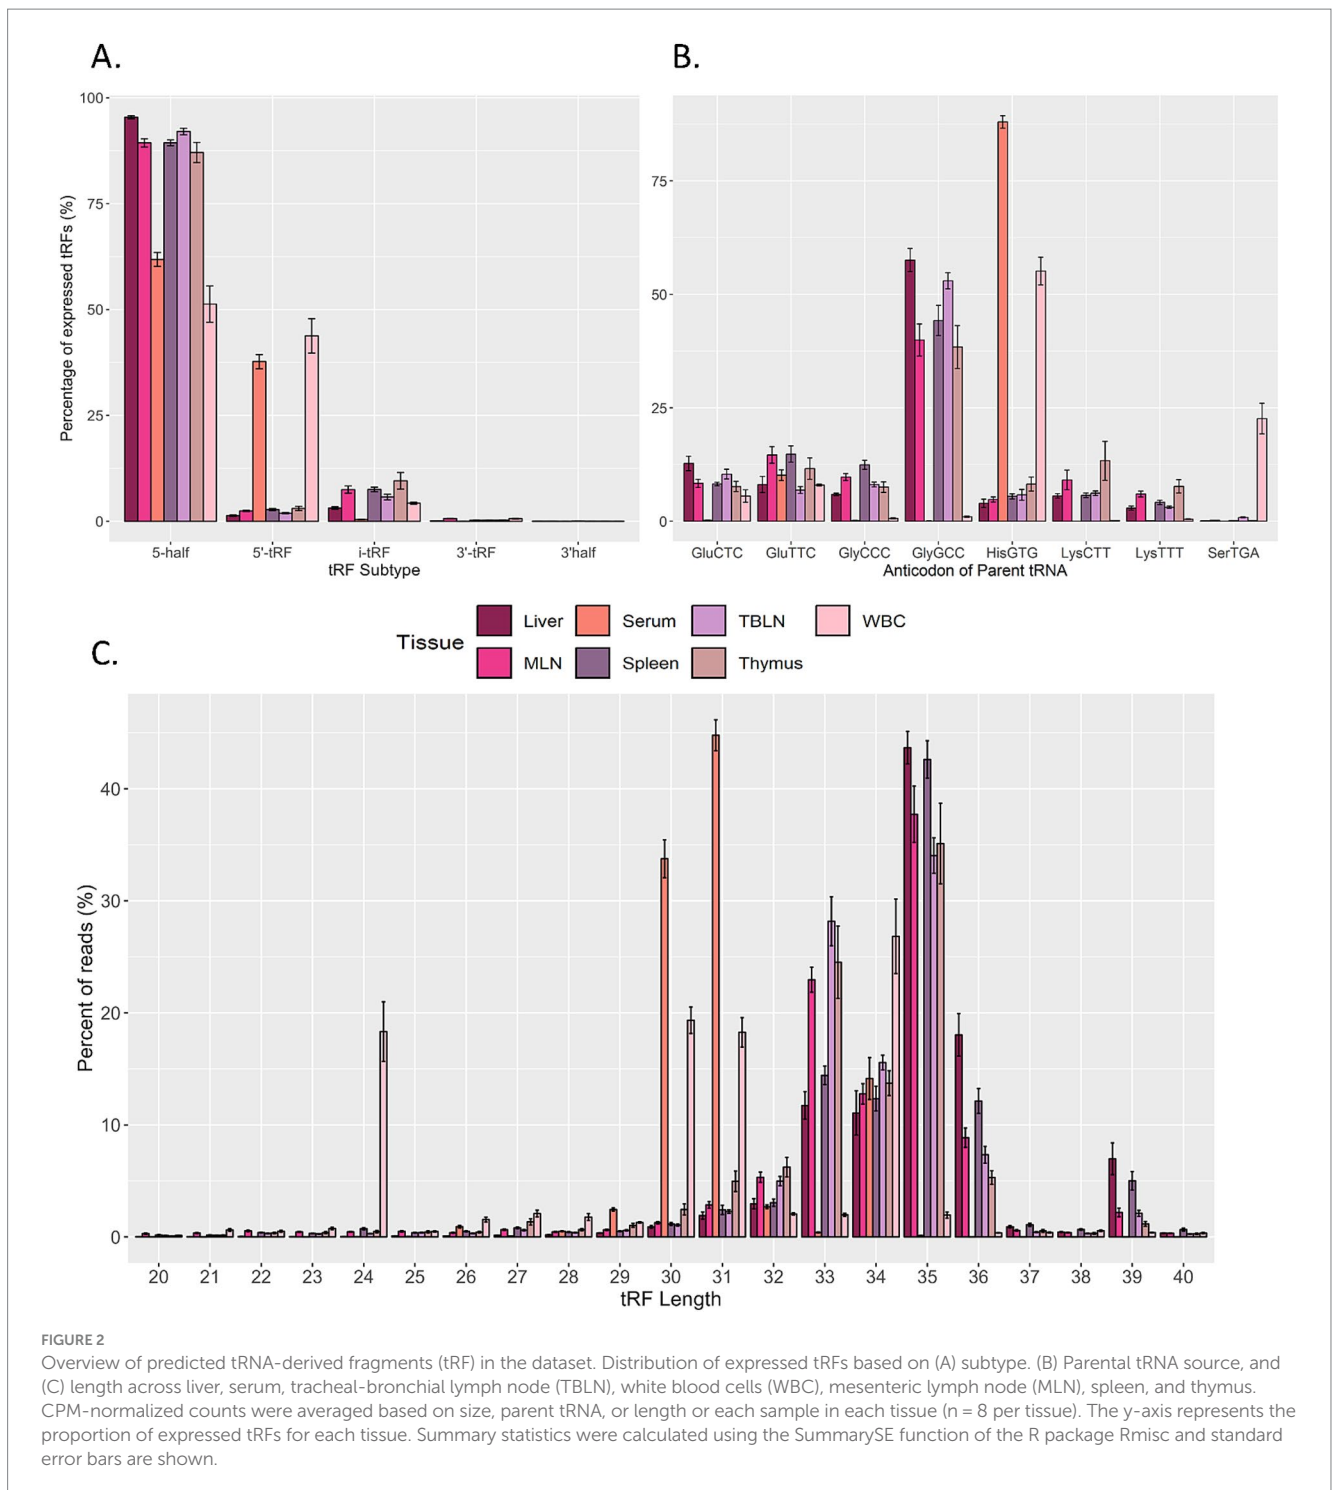 A.
B.
100
75
50
25
0
Percentage of expressed tRFs (%)
5-half 5'-tRF i-tRF 3'-tRF 3'half
tRF Subtype
75
50
25
0
GluCTC GluTTC GlyCCC GlyGCC HisGTG LysCTT LysTTT SerTGA
Anticodon of Parent tRNA
Tissue
Liver Serum TBLN WBC
MLN Spleen Thymus
C.
40
30
20
10
0
Percent of reads (%)
20 21 22 23 24 25 26 27 28 29 30 31 32 33 34 35 36 37 38 39 40
tRF Length
FIGURE 2
Overview of predicted tRNA-derived fragments (tRF) in the dataset. Distribution of expressed tRFs based on (A) subtype. (B) Parental tRNA source, and
(C) length across liver, serum, tracheal-bronchial lymph node (TBLN), white blood cells (WBC), mesenteric lymph node (MLN), spleen, and thymus.
CPM-normalized counts were averaged based on size, parent tRNA, or length or each sample in each tissue (n = 8 per tissue). The y-axis represents the
proportion of expressed tRFs for each tissue. Summary statistics were calculated using the SummarySE function of the R package Rmisc and standard
error bars are shown.